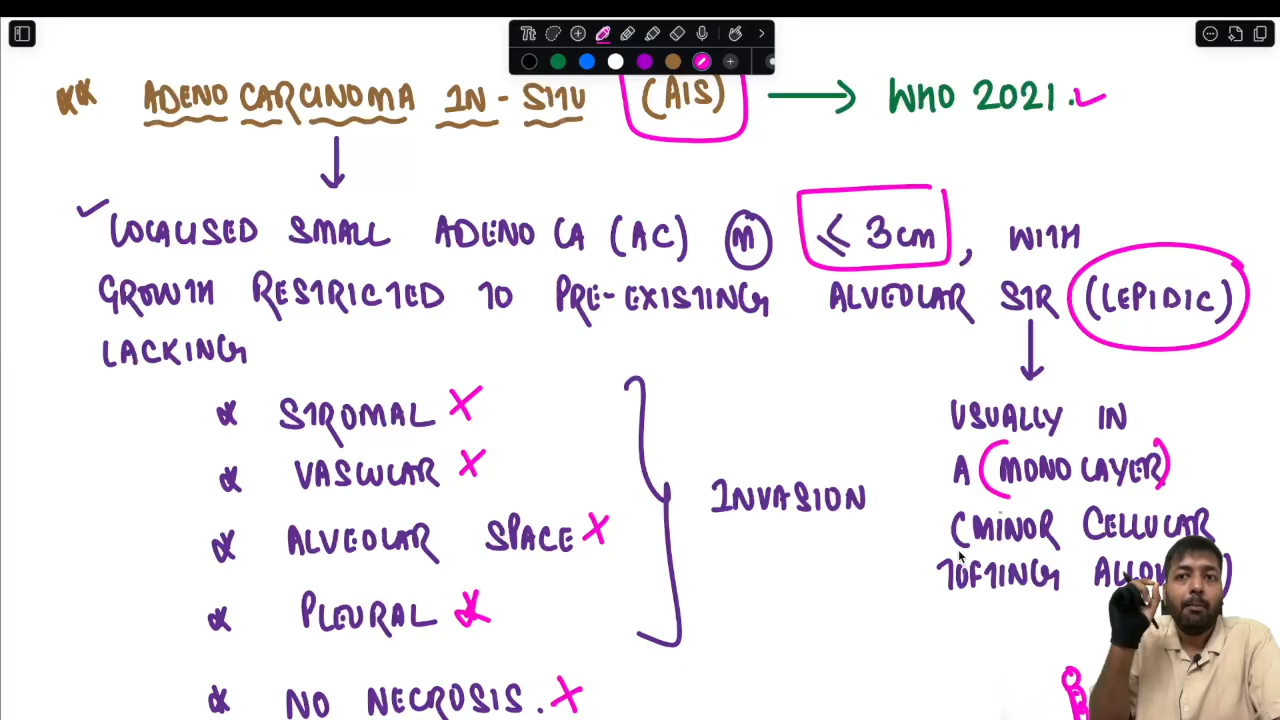 Tt
ADENO CARCINOMA IN-SITU (AIS) → WHO 2021.
LOCALISED SMALL ADENO CA (AC) m ≤ 3cm, WITH
GROWTH RESTRICTED TO PRE-EXISTING ALVEOLAR STR (LEPIDIC)
LACKING
STROMAL
VASCULAR
ALVEOLAR SPACE
PLEURAL
INVASION
NO NECROSIS.
USUALLY IN
A (MONO LAYER)
(MINOR CELLULAR
TUFTING